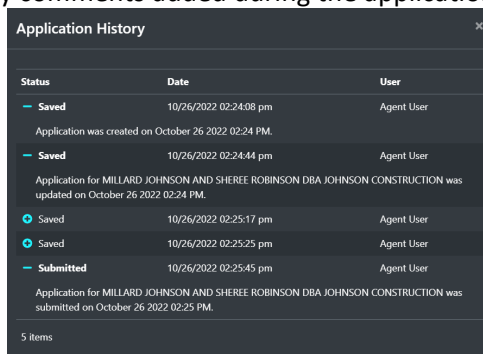 y comments added during the application
Application History ×
Status Date User
Saved 10/26/2022 02:24:08 pm Agent User
Application was created on October 26 2022 02:24 PM.
Saved 10/26/2022 02:24:44 pm Agent User
Application for MILLARD JOHNSON AND SHEREE ROBINSON DBA JOHNSON CONSTRUCTION was
updated on October 26 2022 02:24 PM.
Saved 10/26/2022 02:25:17 pm Agent User
Saved 10/26/2022 02:25:25 pm Agent User
Submitted 10/26/2022 02:25:45 pm Agent User
Application for MILLARD JOHNSON AND SHEREE ROBINSON DBA JOHNSON CONSTRUCTION was
submitted on October 26 2022 02:25 PM.
5 items